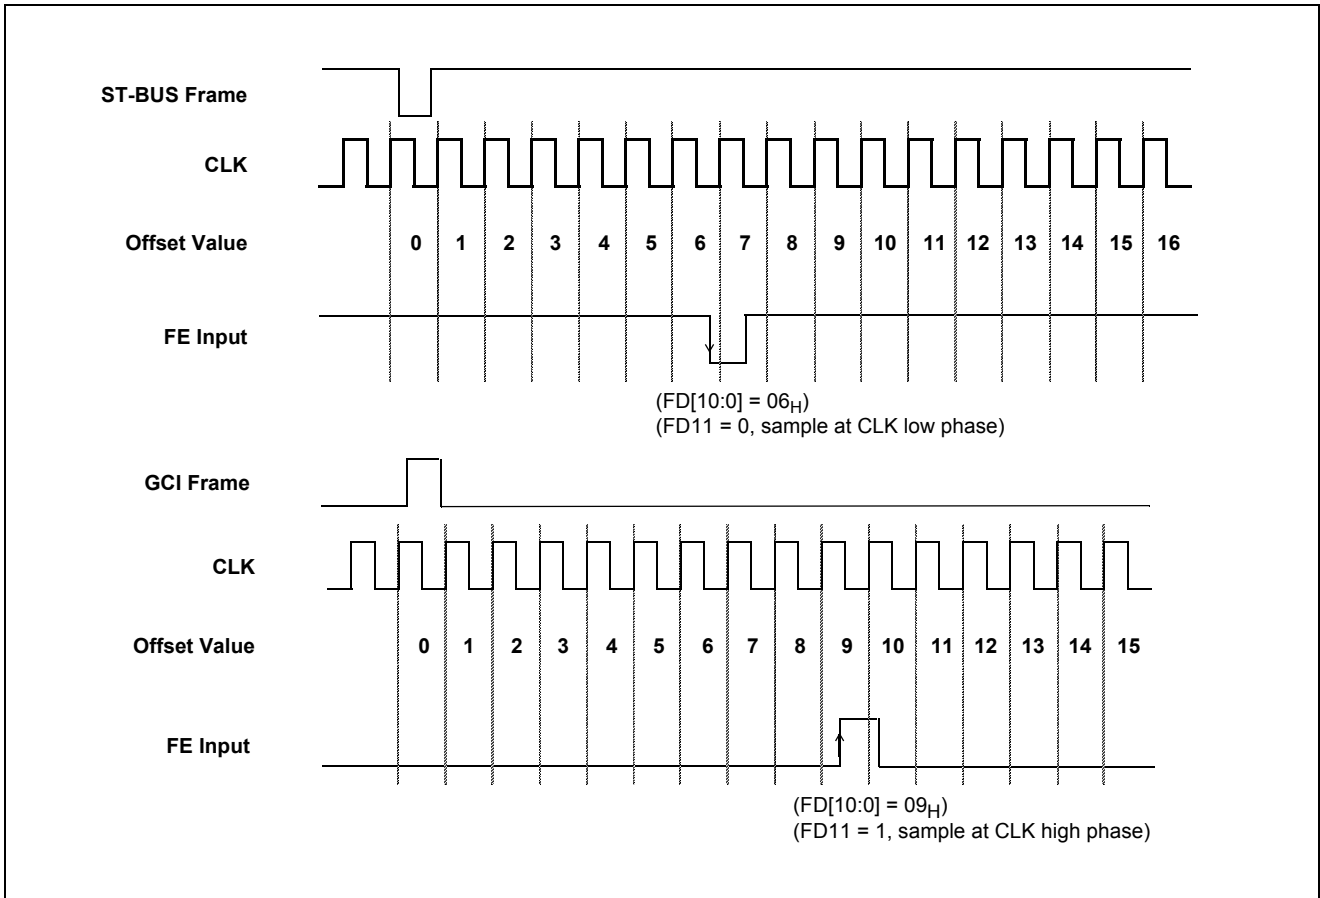 ST-BUS Frame
CLK
Offset Value 0 1 2 3 4 5 6 7 8 9 10 11 12 13 14 15 16
FE Input
(FD[10:0] = 06H)
(FD11 = 0, sample at CLK low phase)
GCI Frame
CLK
Offset Value 0 1 2 3 4 5 6 7 8 9 10 11 12 13 14 15
FE Input
(FD[10:0] = 09H)
(FD11 = 1, sample at CLK high phase)